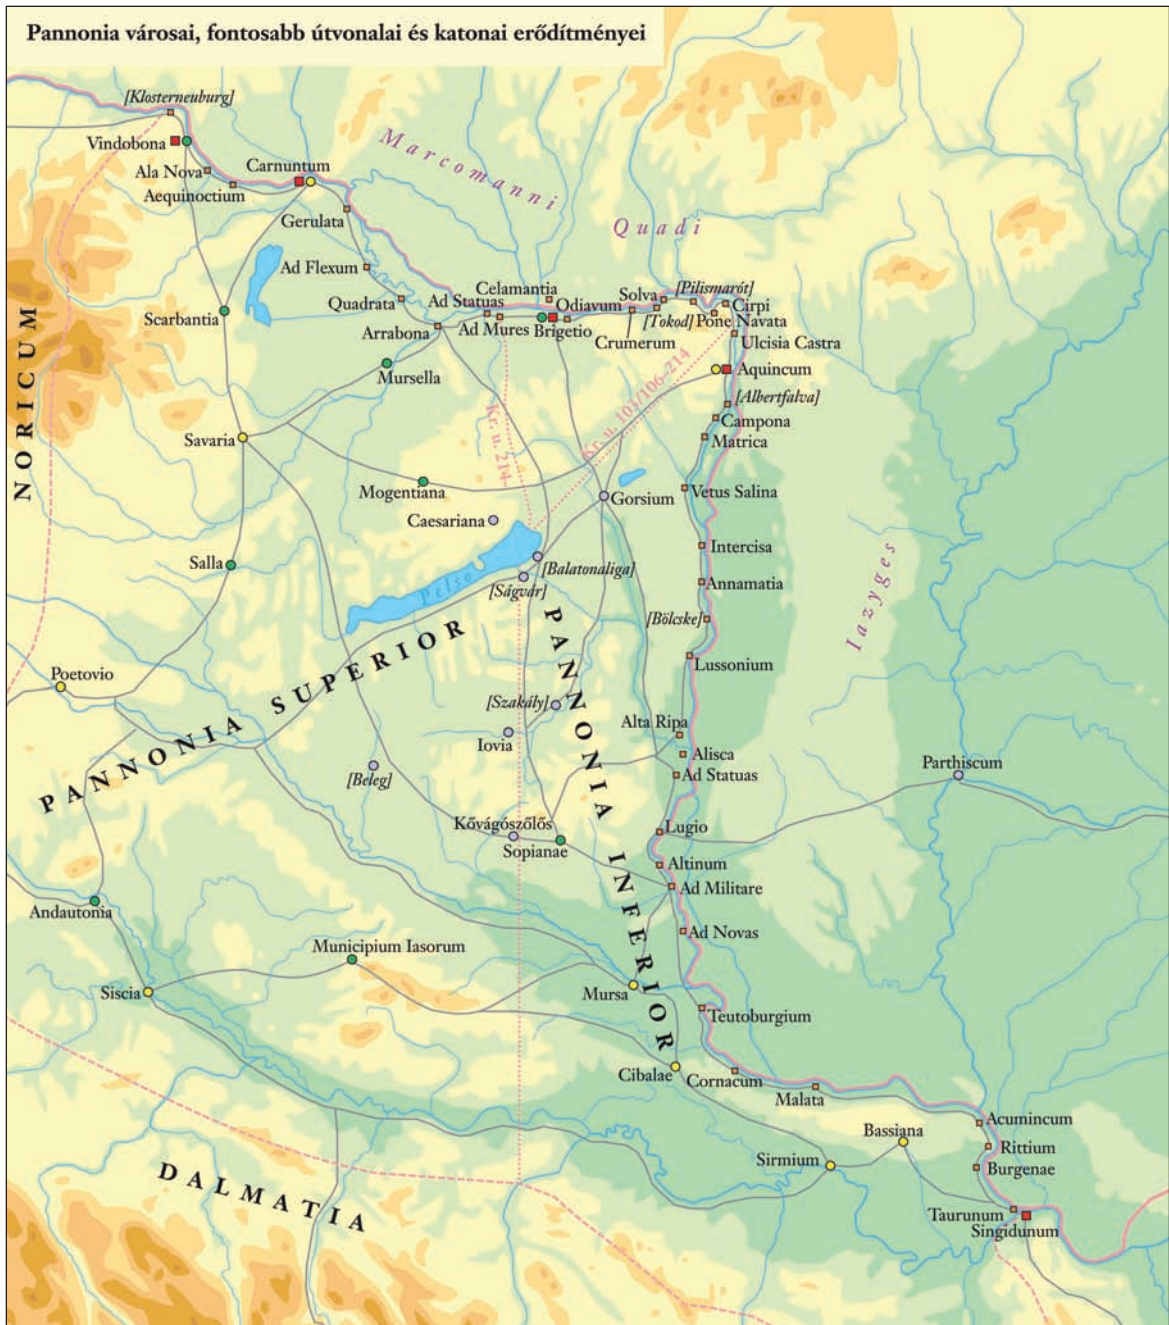 Pannonia városai, fontosabb útvonalai és katonai erődítményei
[Klosterneuburg]
Vindobona
Ala Nova
Aequinoctium
Carnuntum
Gerulata
Marcomanni
Quadi
Ad Flexum
Quadrata
Arrabona
Ad Statuas
Ad Mures
Celamantia
Brigetio
Odiavum
Crumerum
Solva
[Tokod]
[Pilismarót]
Pone Navata
Cirpi
Ulcisia Castra
Aquincum
[Albertfalva]
Campona
Matrica
Scarbantia
Mursella
NORICUM
Savaria
Kr. u. 214–
Kr. u. 103/106–214
Mogentiana
Caesariana
Gorsium
Vetus Salina
Intercisa
Annamatia
[Bölcske]
Iazyges
Salla
[Balatonaliga]
Pelso
[Ságvár]
Lussonium
Poetovio
PANNONIA SUPERIOR
PANNONIA INFERIOR
[Szakály]
Iovia
[Beleg]
Alta Ripa
Alisca
Ad Statuas
Parthiscum
Kővágószőlős
Sopianae
Lugio
Altinum
Ad Militare
Ad Novas
Andautonia
Municipium Iasorum
Siscia
Mursa
Teutoburgium
Cibalae
Cornacum
Malata
Acumincum
Rittium
Burgenae
Bassiana
Sirmium
Taurunum
Singidunum
DALMATIA